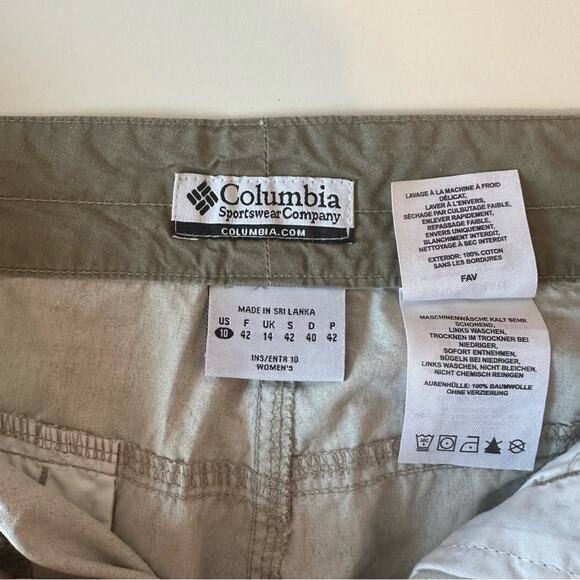 Columbia
Sportswear Company
COLUMBIA.COM
MADE IN SRI LANKA
US F UK S D P
10 42 14 42 40 42
INS/ENTR 10
WOMEN'S
LAVAGE À LA MACHINE À FROID
DÉLICAT,
LAVER À L'ENVERS,
SÉCHAGE PAR CULBUTAGE FAIBLE,
ENLEVER RAPIDEMENT,
REPASSAGE FAIBLE,
ENVERS UNIQUEMENT,
BLANCHIMENT INTERDIT,
NETTOYAGE À SEC INTERDIT
EXTERIOR: 100% COTON
SANS LES BORDURES
FAV
MASCHINENWÄSCHE KALT SEHR
SCHONEND,
LINKS WASCHEN,
TROCKNEN IM TROCKNER BEI
NIEDRIGER,
SOFORT ENTNEHMEN,
BÜGELN BEI NIEDRIGER,
LINKS WASCHEN, NICHT BLEICHEN,
NICHT CHEMISCH REINIGEN
AUßENHÜLLE: 100% BAUMWOLLE
OHNE VERZIERUNG